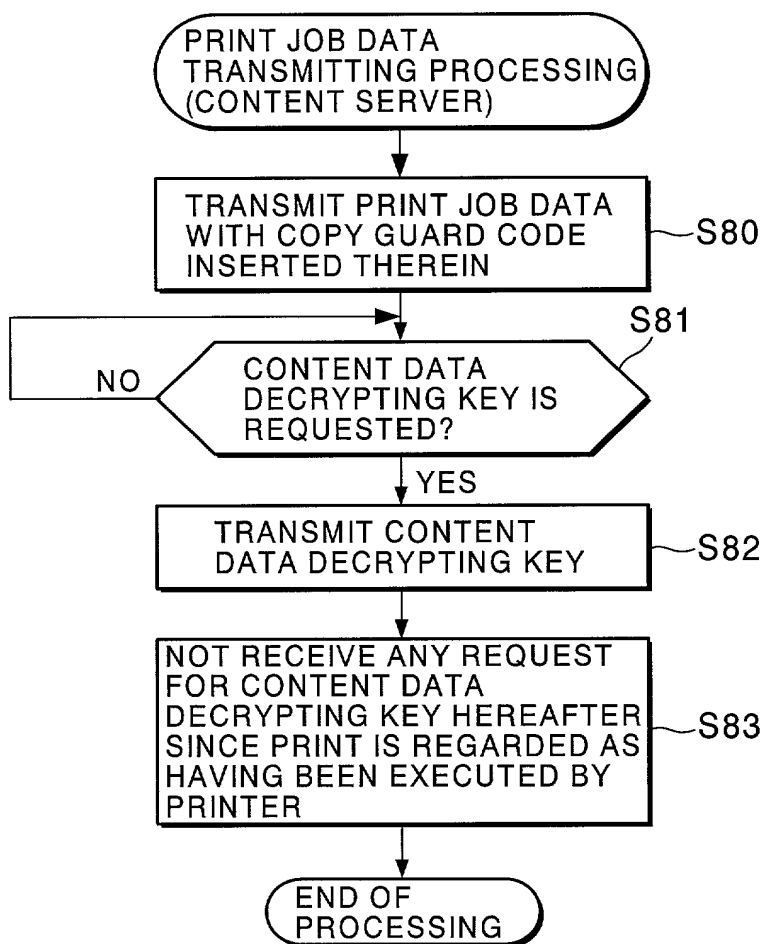 PRINT JOB DATA
TRANSMITTING PROCESSING
(CONTENT SERVER)
TRANSMIT PRINT JOB DATA
WITH COPY GUARD CODE
INSERTED THEREIN
S80
S81
NO
CONTENT DATA
DECRYPTING KEY IS
REQUESTED?
YES
TRANSMIT CONTENT
DATA DECRYPTING KEY
S82
NOT RECEIVE ANY REQUEST
FOR CONTENT DATA
DECRYPTING KEY HEREAFTER
SINCE PRINT IS REGARDED AS
HAVING BEEN EXECUTED BY
PRINTER
S83
END OF
PROCESSING